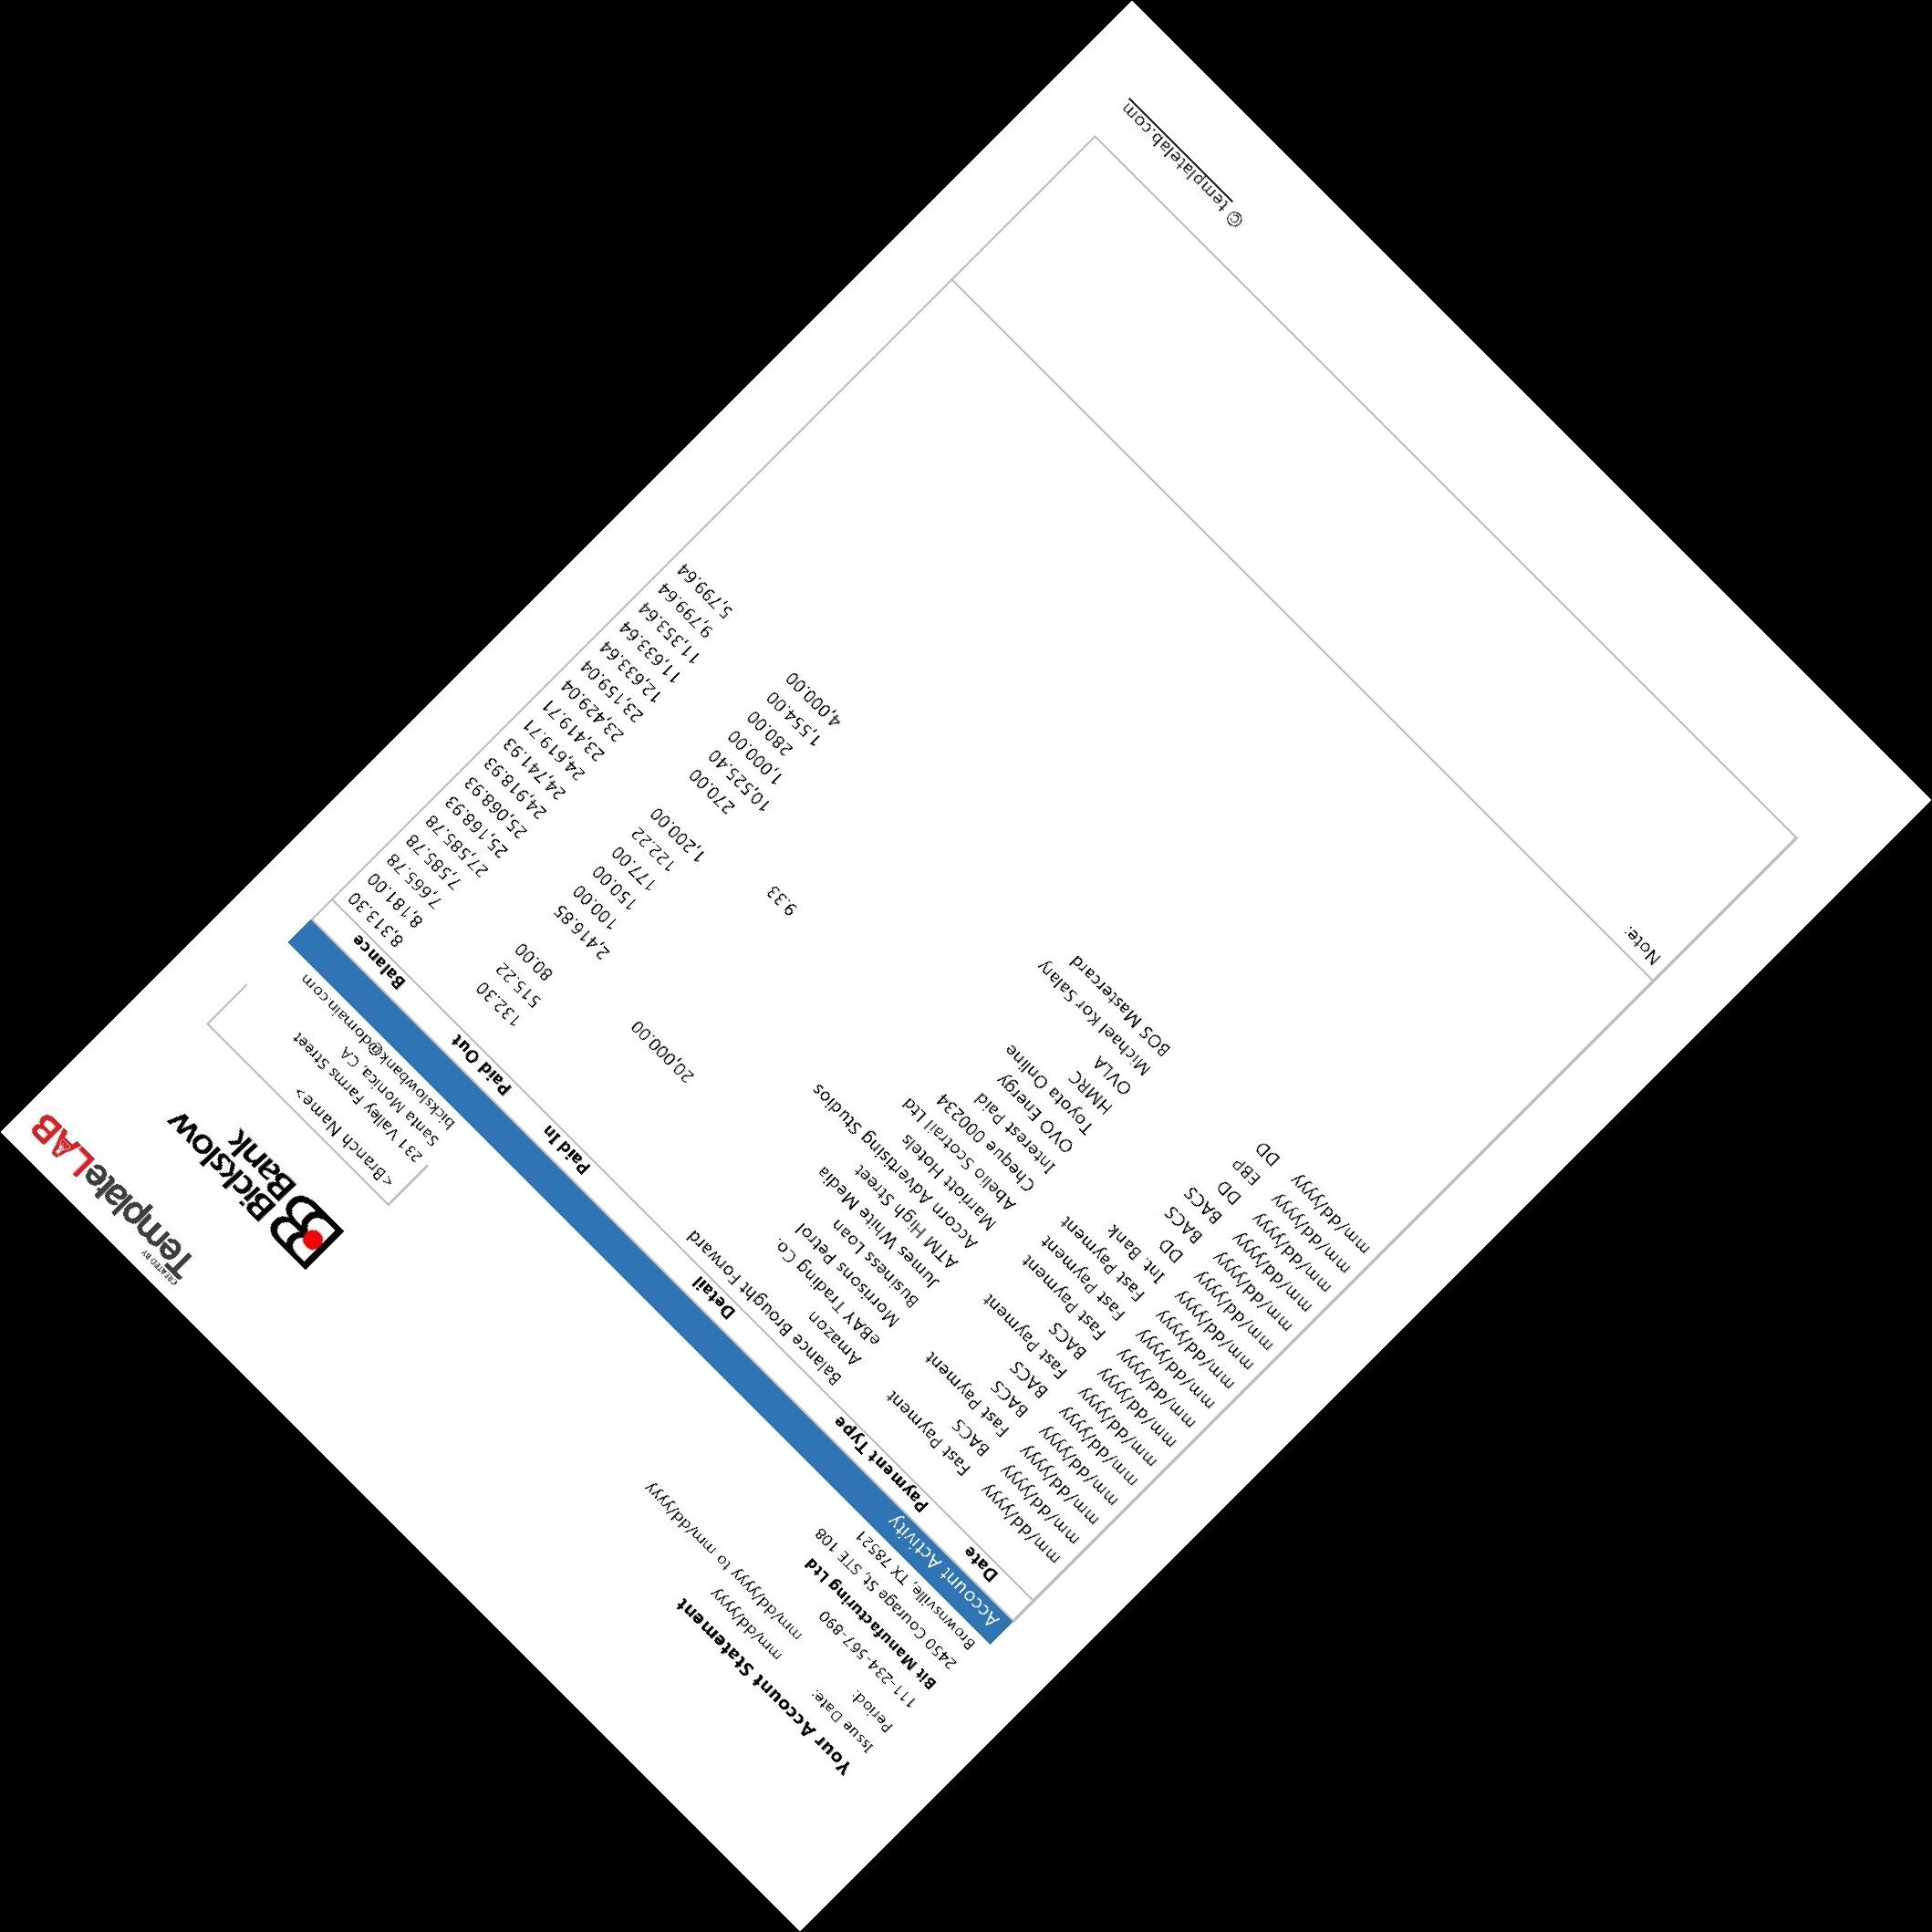 CREATED BY
TemplateLAB
Bickslow
Bank
Your Account Statement
Issue Date: mm/dd/yyyy
Period: mm/dd/yyyy to mm/dd/yyyy
111-234-567-890
<Branch Name>
Bit Manufacturing Ltd
231 Valley Farms Street
2450 Courage St, STE 108
Santa Monica, CA
Brownsville, TX 78521
bickslowbank@domain.com
Account Activity
Date Payment Type Detail Paid In Paid Out Balance
Balance Brought Forward 8,313.30
mm/dd/yyyy Fast Payment Amazon 132.30 8,181.00
mm/dd/yyyy BACS eBAY Trading Co. 515.22 7,665.78
mm/dd/yyyy Fast Payment Morrisons Petrol 80.00 7,585.78
mm/dd/yyyy BACS Business Loan 20,000.00 27,585.78
mm/dd/yyyy BACS Jumes White Media 2,416.85 25,168.93
mm/dd/yyyy Fast Payment ATM High Street 100.00 25,068.93
mm/dd/yyyy BACS Accorn Advertising Studios 150.00 24,918.93
mm/dd/yyyy Fast Payment Marriott Hotels 177.00 24,741.93
mm/dd/yyyy Fast Payment Abelio Scotrail Ltd 122.22 24,619.71
mm/dd/yyyy Fast Payment Cheque 000234 1,200.00 23,419.71
mm/dd/yyyy Int. Bank Interest Paid 9.33 23,429.04
mm/dd/yyyy DD OVO Energy 270.00 23,159.04
mm/dd/yyyy BACS Toyota Online 10,525.40 12,633.64
mm/dd/yyyy BACS HMRC 1,000.00 11,633.64
mm/dd/yyyy DD OVLA 280.00 11,353.64
mm/dd/yyyy EBP Michael Kor Salary 1,554.00 9,799.64
mm/dd/yyyy DD BOS Mastercard 4,000.00 5,799.64
Note:
© templatelab.com